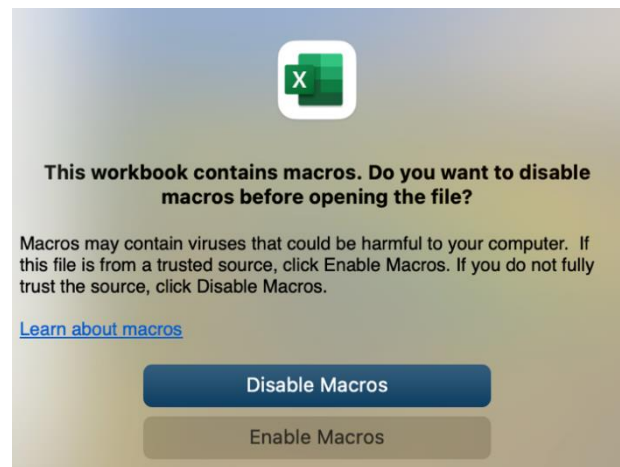 X
This workbook contains macros. Do you want to disable
macros before opening the file?
Macros may contain viruses that could be harmful to your computer.  If
this file is from a trusted source, click Enable Macros. If you do not fully
trust the source, click Disable Macros.
Learn about macros
Disable Macros
Enable Macros